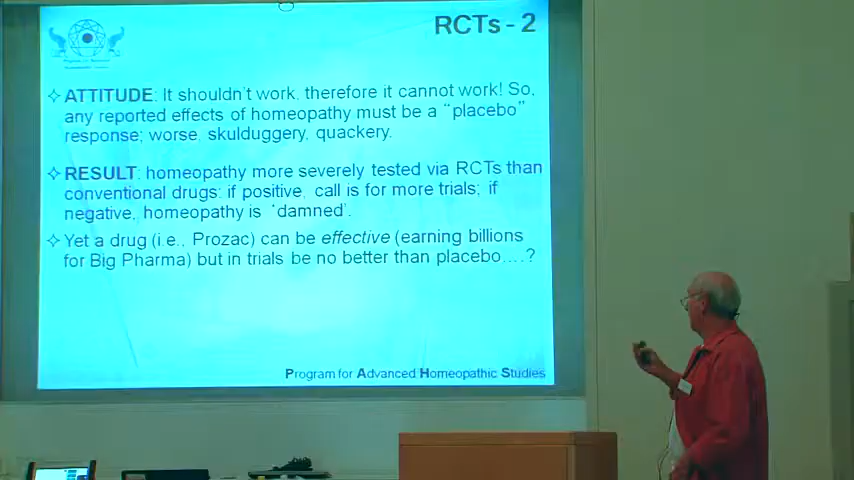 RCTs - 2
✧ ATTITUDE: It shouldn't work, therefore it cannot work! So,
any reported effects of homeopathy must be a "placebo"
response; worse, skulduggery, quackery.
✧ RESULT: homeopathy more severely tested via RCTs than
conventional drugs: if positive, call is for more trials; if
negative, homeopathy is 'damned'.
✧ Yet a drug (i.e., Prozac) can be effective (earning billions
for Big Pharma) but in trials be no better than placebo....?
Program for Advanced Homeopathic Studies